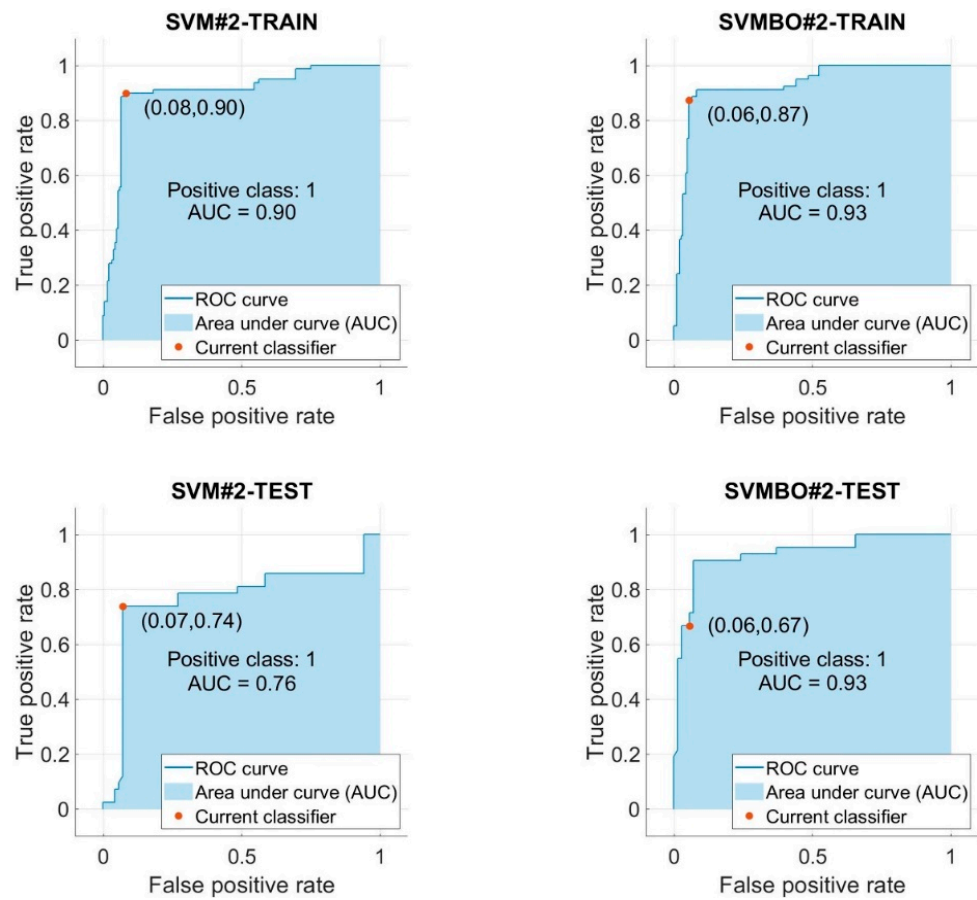 SVM#2-TRAIN
True positive rate
1
0.8
0.6
0.4
0.2
0
(0.08,0.90)
Positive class: 1
AUC = 0.90
ROC curve
Area under curve (AUC)
Current classifier
0
0.5
1
False positive rate
SVMBO#2-TRAIN
True positive rate
1
0.8
0.6
0.4
0.2
0
(0.06,0.87)
Positive class: 1
AUC = 0.93
ROC curve
Area under curve (AUC)
Current classifier
0
0.5
1
False positive rate
SVM#2-TEST
True positive rate
1
0.8
0.6
0.4
0.2
0
(0.07,0.74)
Positive class: 1
AUC = 0.76
ROC curve
Area under curve (AUC)
Current classifier
0
0.5
1
False positive rate
SVMBO#2-TEST
True positive rate
1
0.8
0.6
0.4
0.2
0
(0.06,0.67)
Positive class: 1
AUC = 0.93
ROC curve
Area under curve (AUC)
Current classifier
0
0.5
1
False positive rate